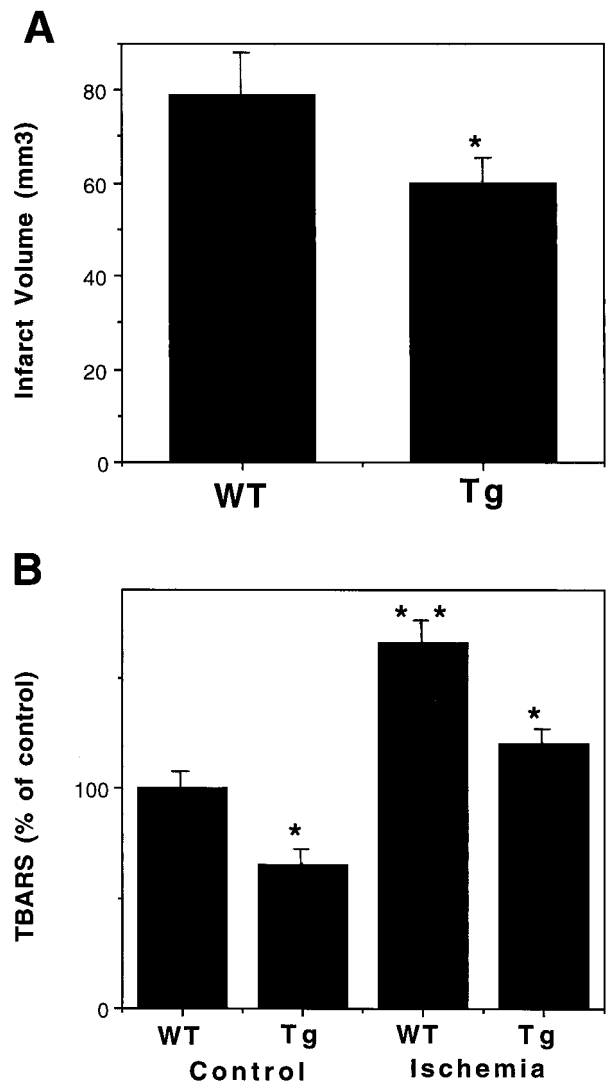 A
Infarct Volume (mm3)
80
60
40
20
0
*
WT Tg
B
TBARS (% of control)
100
0
* *
*
*
WT Tg WT Tg
Control Ischemia